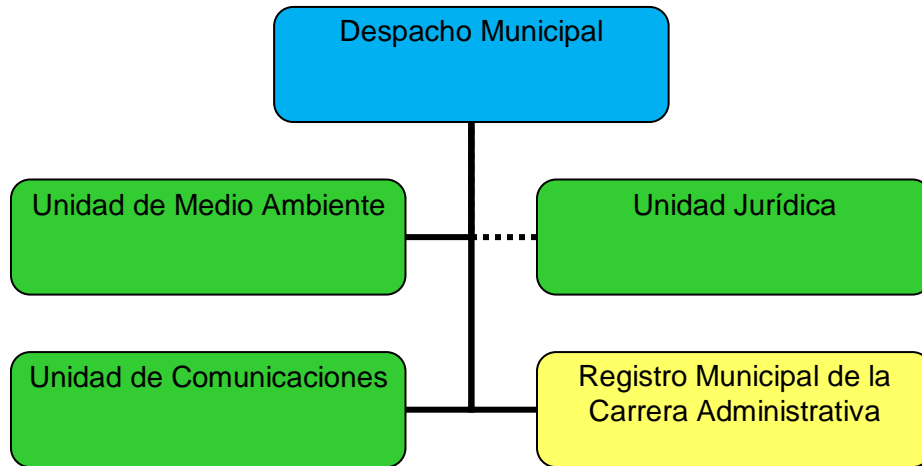 Despacho Municipal
Unidad de Medio Ambiente
Unidad Jurídica
Unidad de Comunicaciones
Registro Municipal de la
Carrera Administrativa